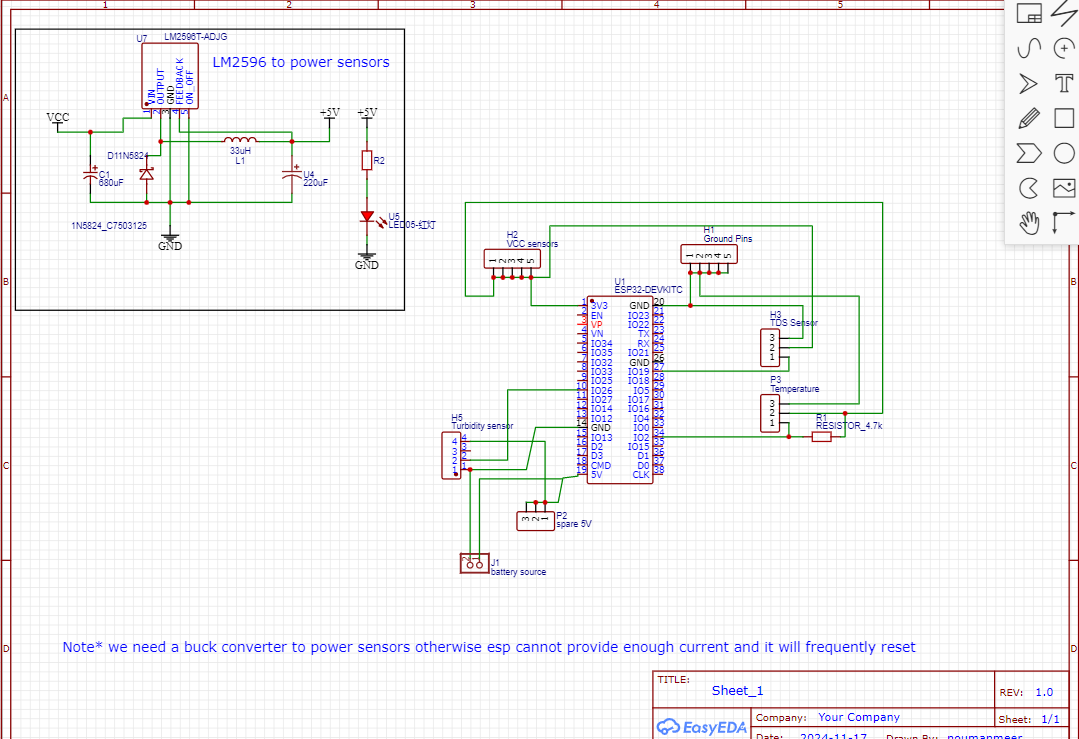 1 2 3 4 5
A
B
C
D
A
B
C
D
U7
LM2596T-ADJG
LM2596 to power sensors
VIN
OUTPUT
GND
FEEDBACK
ON_OFF
VCC
+5V
+5V
D11N5824
33uH
L1
R2
C1
680uF
U4
220uF
1N5824_C7503125
GND
U5
LED05-红灯
GND
H2
VCC sensors
1 2 3 4 5
H1
Ground Pins
1 2 3 4 5
U1
ESP32-DEVKITC
1 3V3 GND 20
2 EN IO23 21
3 VP IO22 22
4 VN TX 23
5 IO34 RX 24
6 IO35 IO21 25
7 IO32 GND 26
8 IO33 IO19 27
9 IO25 IO18 28
10 IO26 IO5 29
11 IO27 IO17 30
12 IO14 IO16 31
13 IO12 IO4 32
14 GND IO0 33
15 IO13 IO2 34
16 D2 IO15 35
17 D3 D1 36
18 CMD D0 37
19 5V CLK 38
H3
TDS Sensor
3
2
1
P3
Temperature
3
2
1
R1
RESISTOR_4.7k
H5
Turbidity sensor
4 4
3 3
2 2
1 1
3 2 1
P2
spare 5V
2 1
J1
battery source
Note* we need a buck converter to power sensors otherwise esp cannot provide enough current and it will frequently reset
TITLE:
Sheet_1
REV: 1.0
EasyEDA
Company: Your Company
Sheet: 1/1
Date: 2024-11-17 Drawn By: noumanmeer